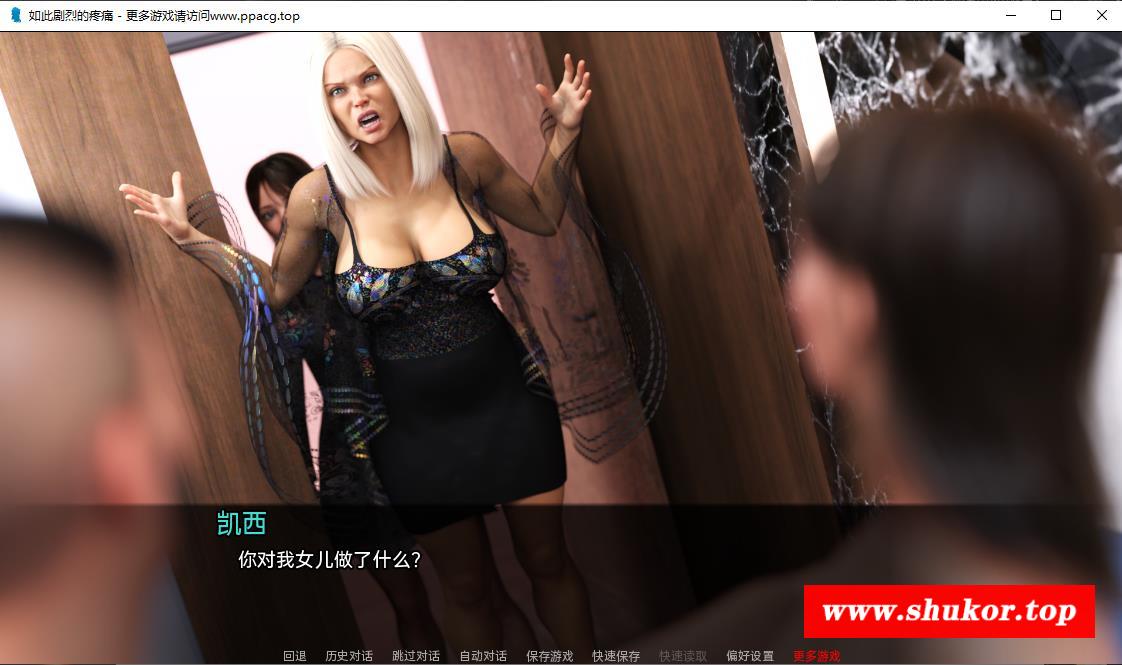 如此剧烈的疼痛 - 更多游戏请访问www.ppacg.top
凯西
你对我女儿做了什么？
www.shukor.top
回退 历史对话 跳过对话 自动对话 保存游戏 快速保存 快速读取 偏好设置 更多游戏